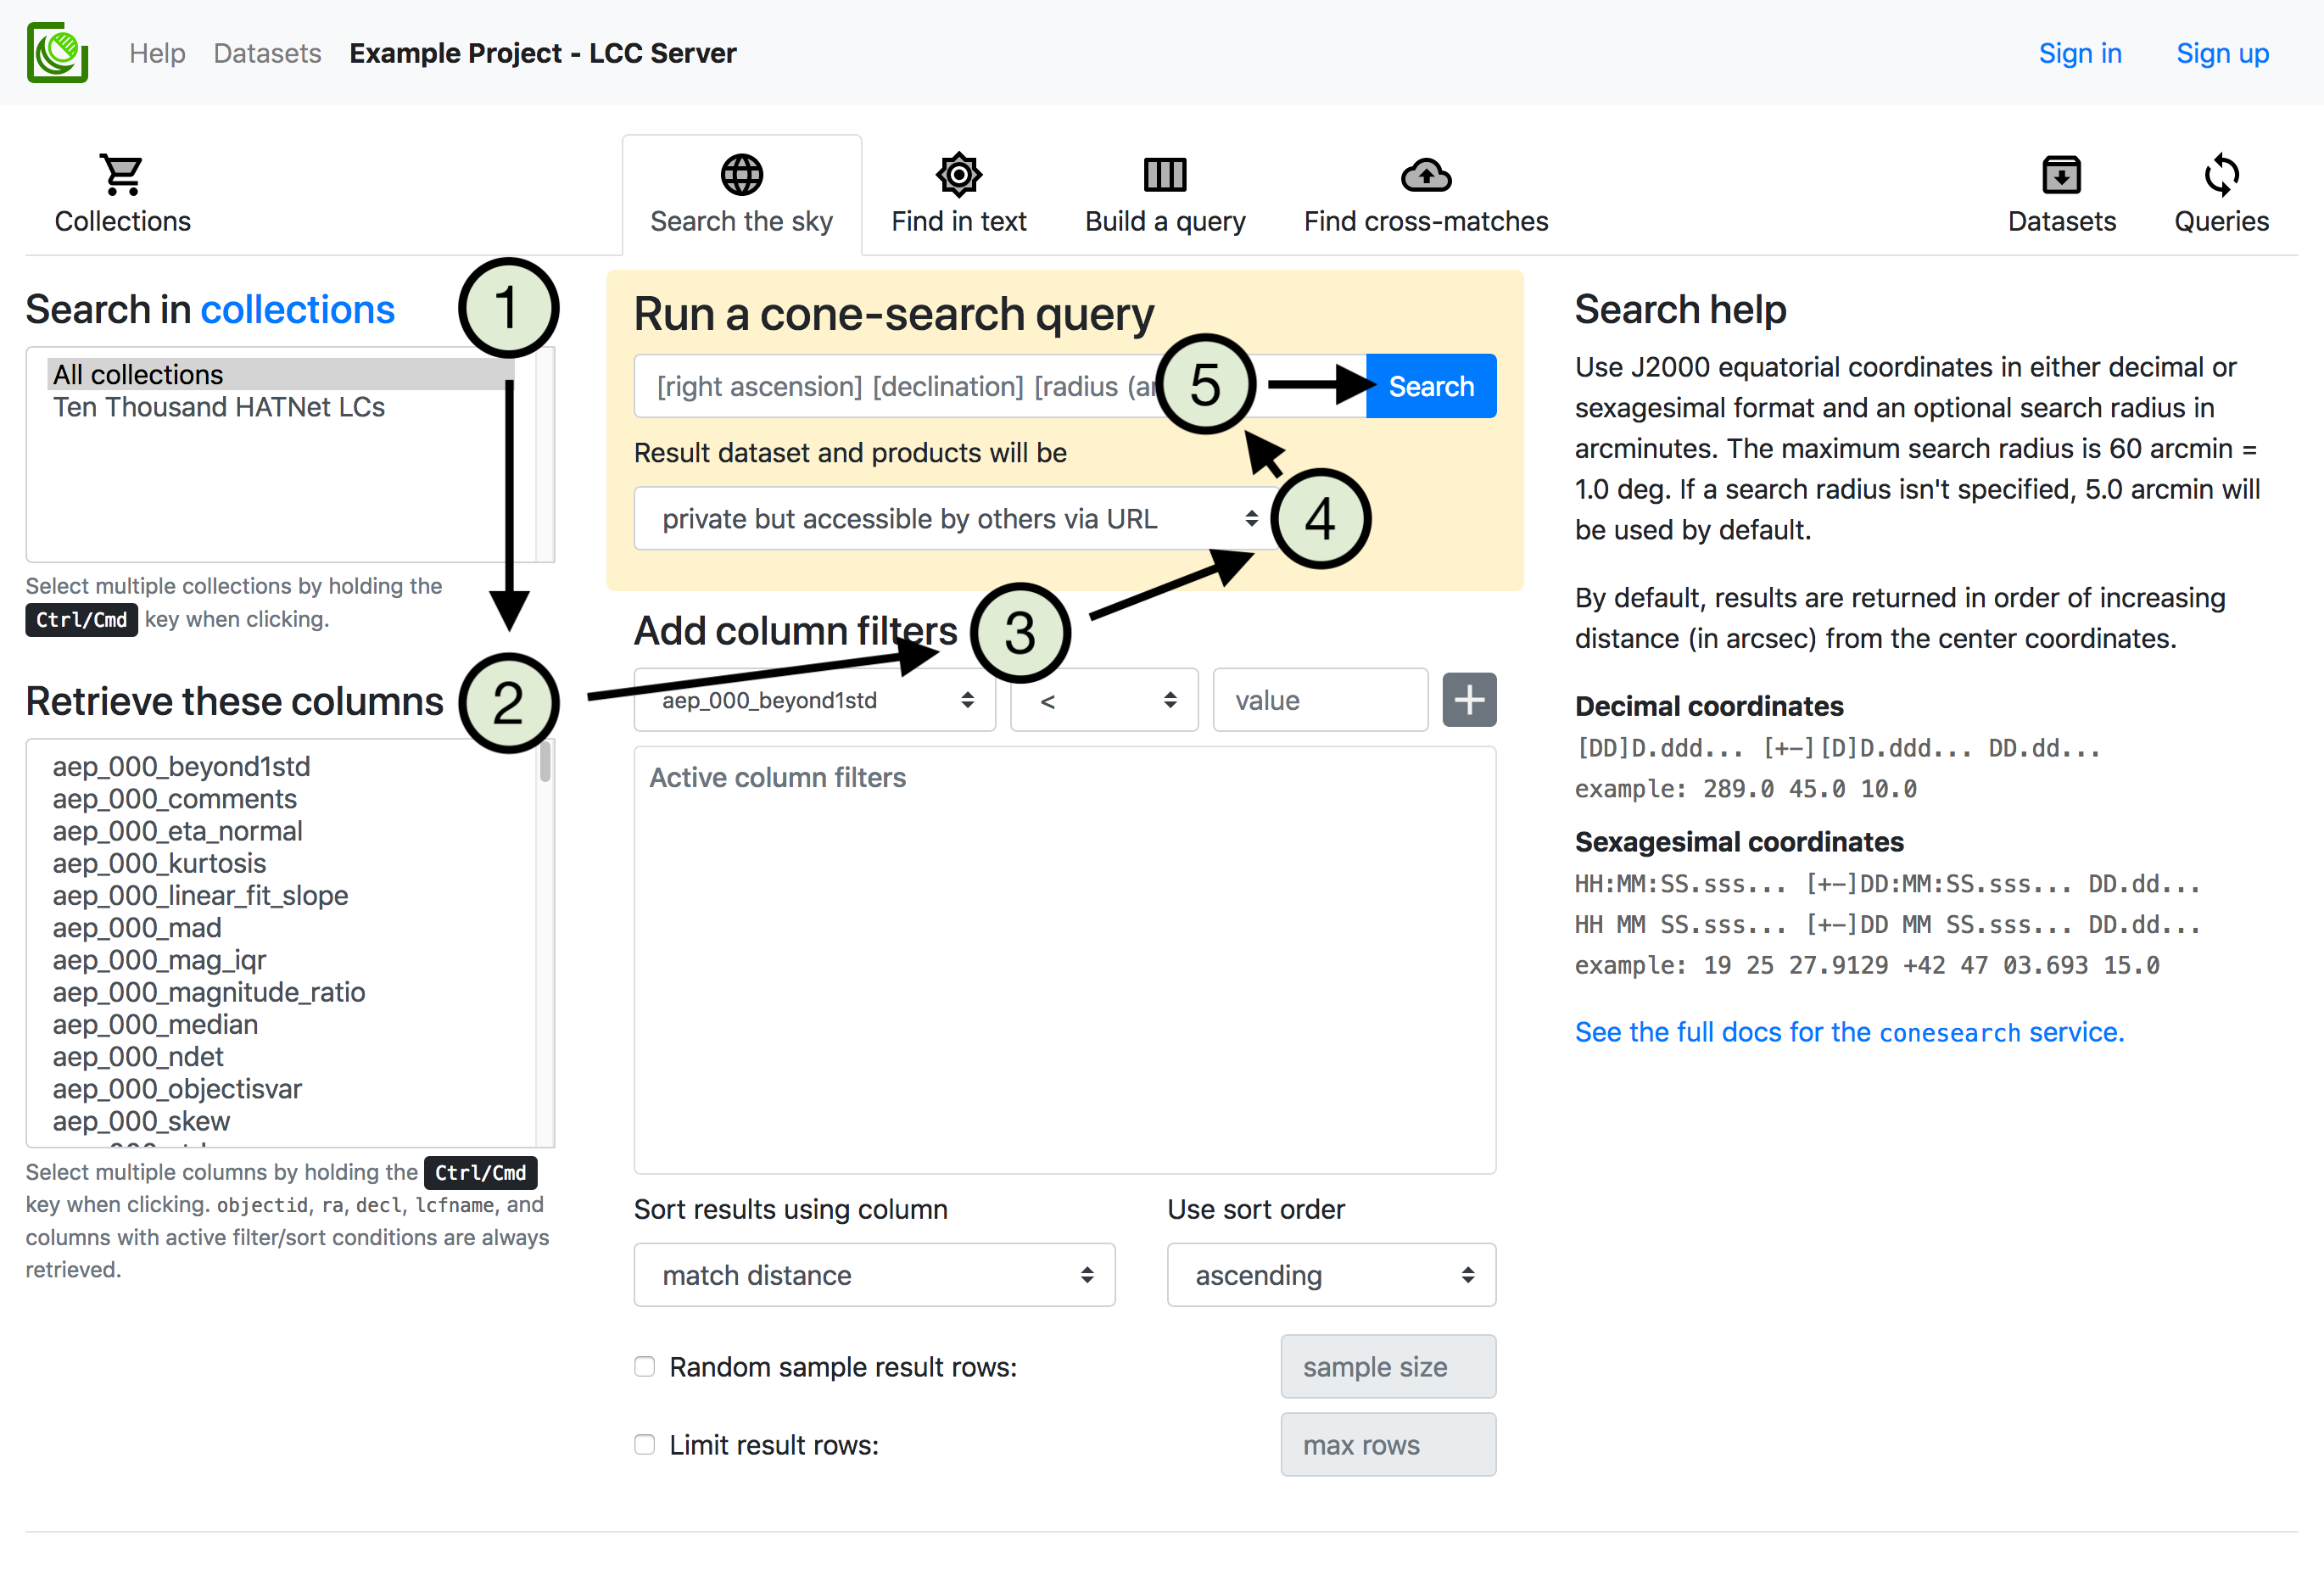 Help Datasets Example Project - LCC Server Sign in Sign up
Collections
Search the sky
Find in text
Build a query
Find cross-matches
Datasets
Queries
Search in collections
1
All collections
Ten Thousand HATNet LCs
Select multiple collections by holding the
Ctrl/Cmd key when clicking.
Retrieve these columns
2
aep_000_beyond1std
aep_000_comments
aep_000_eta_normal
aep_000_kurtosis
aep_000_linear_fit_slope
aep_000_mad
aep_000_mag_iqr
aep_000_magnitude_ratio
aep_000_median
aep_000_ndet
aep_000_objectisvar
aep_000_skew
Select multiple columns by holding the Ctrl/Cmd
key when clicking. objectid, ra, decl, lcfname, and
columns with active filter/sort conditions are always
retrieved.
Run a cone-search query
[right ascension] [declination] [radius
5
Search
Result dataset and products will be
private but accessible by others via URL
4
Add column filters
3
aep_000_beyond1std
<
value
Active column filters
Sort results using column
Use sort order
match distance
ascending
Random sample result rows:
sample size
Limit result rows:
max rows
Search help
Use J2000 equatorial coordinates in either decimal or
sexagesimal format and an optional search radius in
arcminutes. The maximum search radius is 60 arcmin =
1.0 deg. If a search radius isn't specified, 5.0 arcmin will
be used by default.
By default, results are returned in order of increasing
distance (in arcsec) from the center coordinates.
Decimal coordinates
[DD]D.ddd... [+-][D]D.ddd... DD.dd...
example: 289.0 45.0 10.0
Sexagesimal coordinates
HH:MM:SS.sss... [+-]DD:MM:SS.sss... DD.dd...
HH MM SS.sss... [+-]DD MM SS.sss... DD.dd...
example: 19 25 27.9129 +42 47 03.693 15.0
See the full docs for the conesearch service.